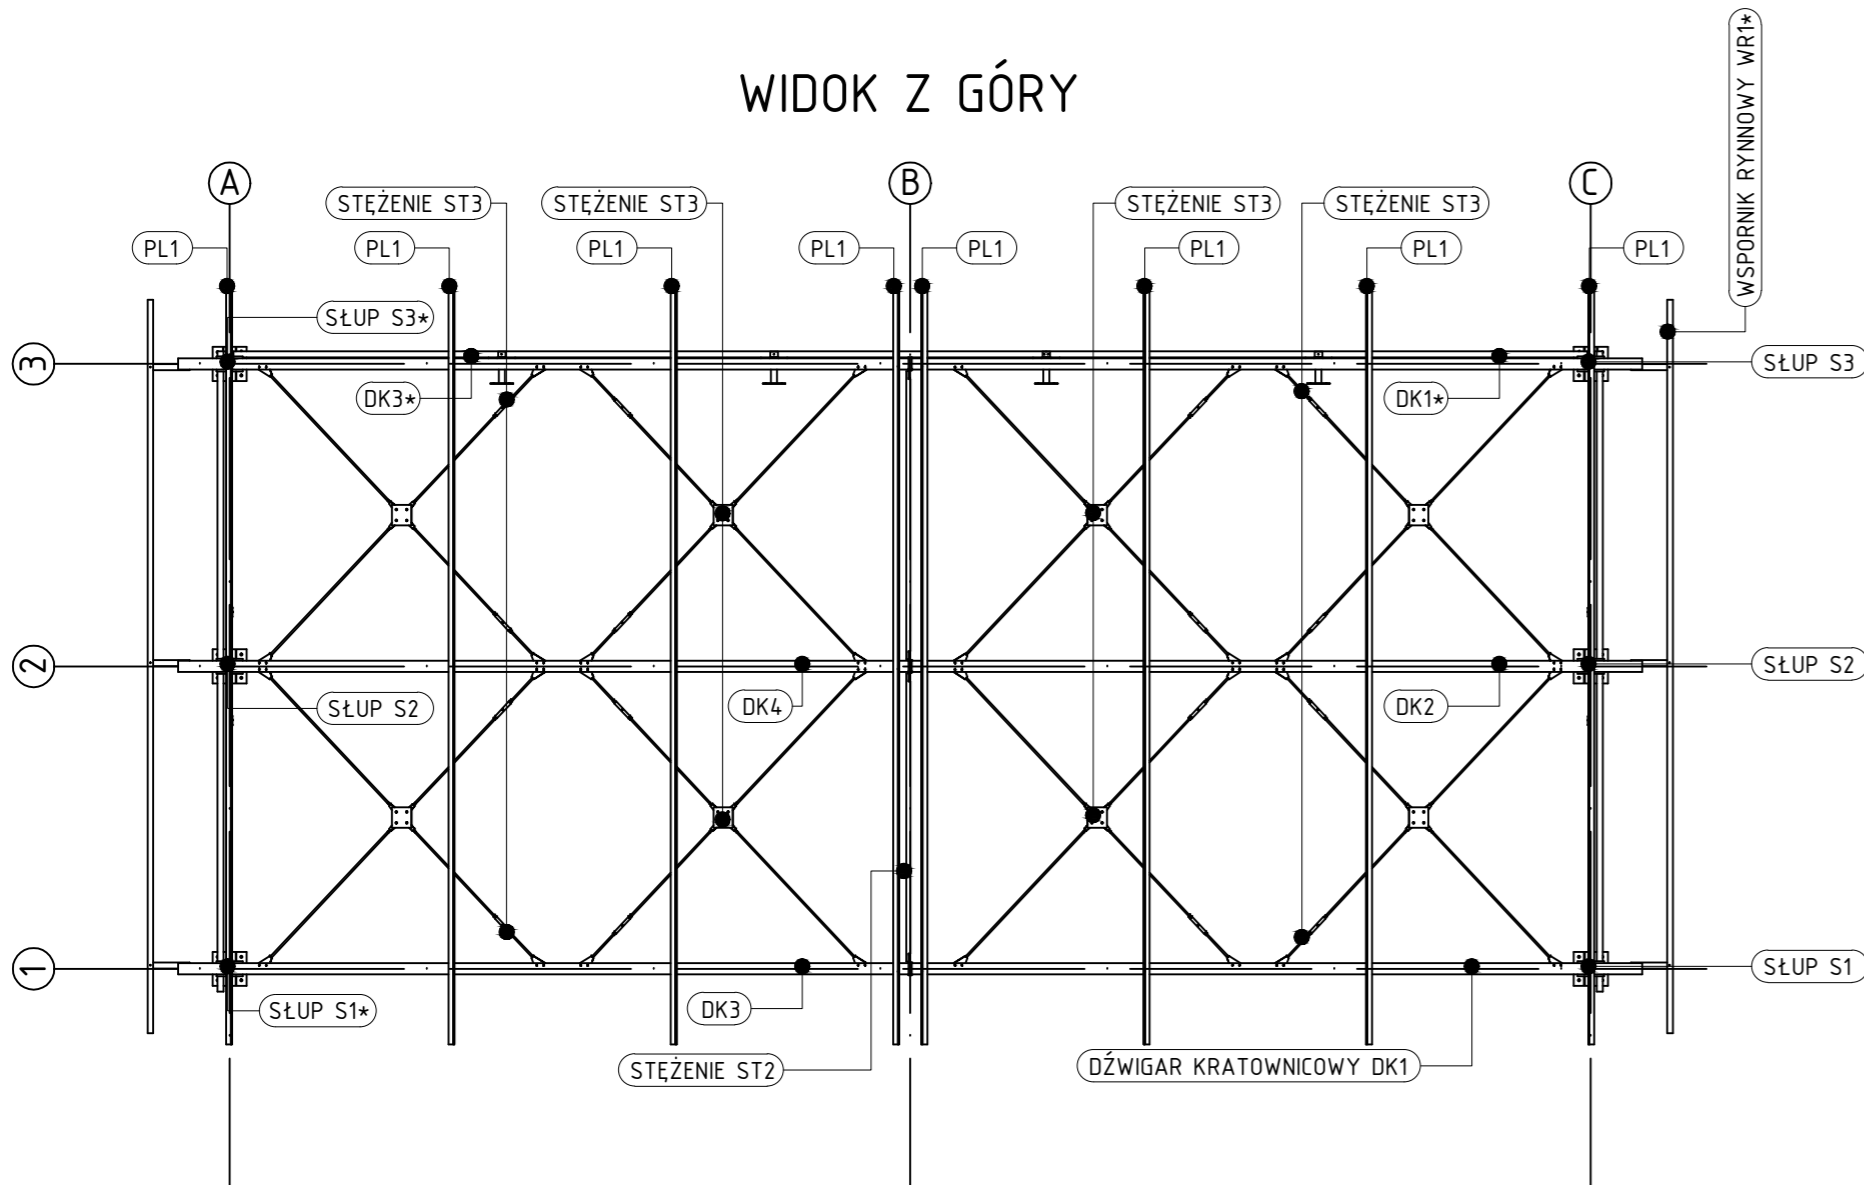 WIDOK Z GÓRY
WSPORNIK RYNNOWY WR1*
A
B
C
STĘŻENIE ST3
STĘŻENIE ST3
STĘŻENIE ST3
STĘŻENIE ST3
PL1
PL1
PL1
PL1
PL1
PL1
PL1
PL1
SŁUP S3*
3
SŁUP S3
DK3*
DK1*
2
SŁUP S2
SŁUP S2
DK4
DK2
1
SŁUP S1
SŁUP S1*
DK3
STĘŻENIE ST2
DŹWIGAR KRATOWNICOWY DK1